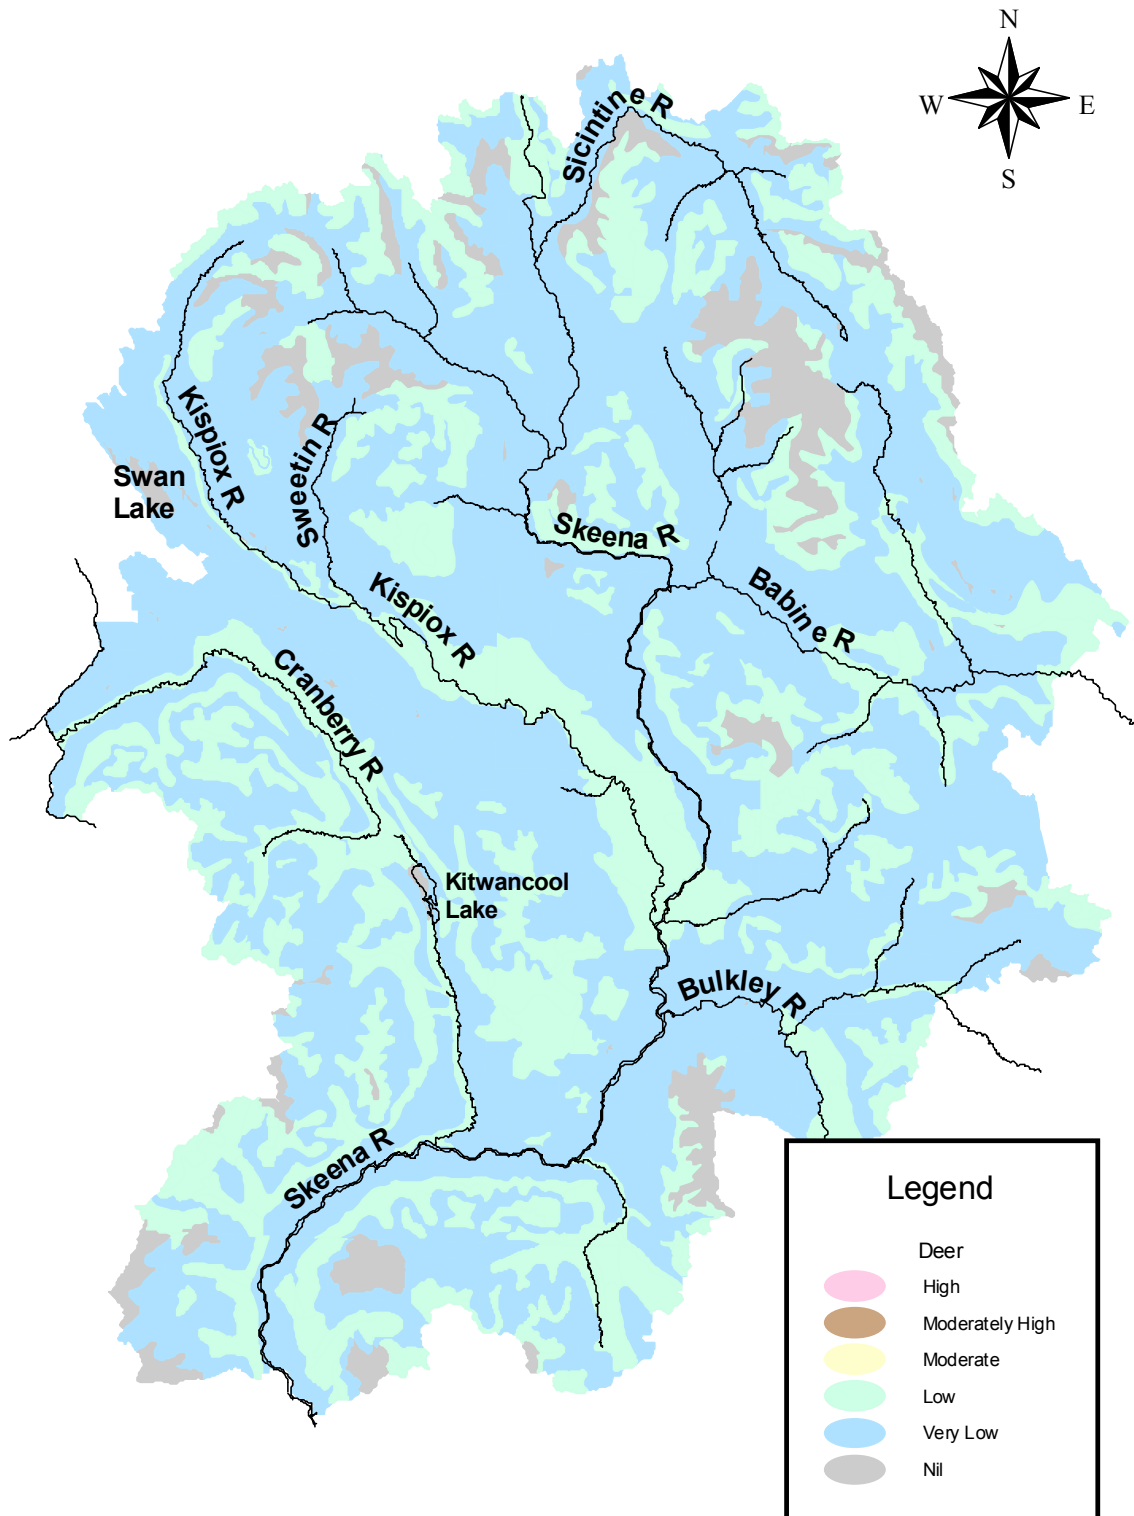 N
W
E
S
Sicintine R
Kispiox R
Sweetin R
Swan
Lake
Skeena R
Kispiox R
Babine R
Cranberry R
Kitwancool
Lake
Bulkley R
Skeena R
Legend
Deer
High
Moderately High
Moderate
Low
Very Low
Nil